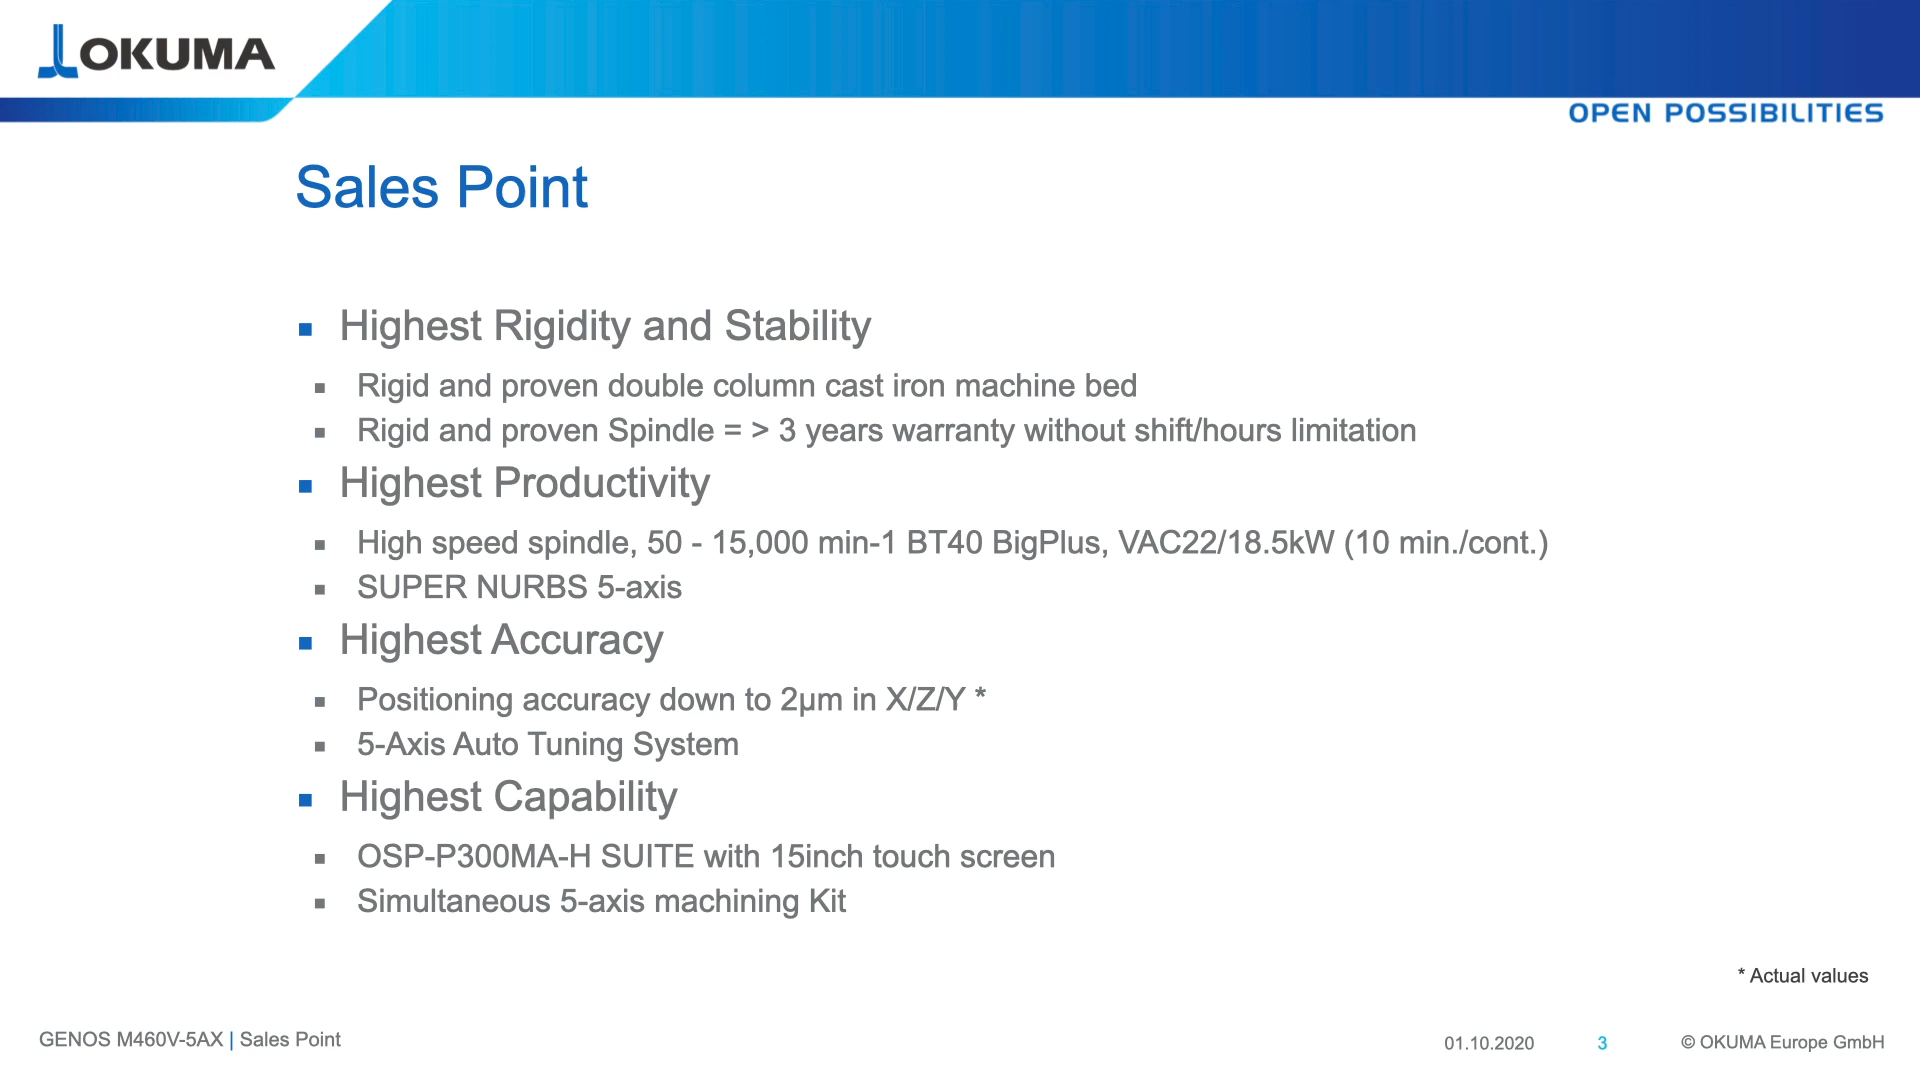 OKUMA
OPEN POSSIBILITIES
Sales Point
Highest Rigidity and Stability
Rigid and proven double column cast iron machine bed
Rigid and proven Spindle = > 3 years warranty without shift/hours limitation
Highest Productivity
High speed spindle, 50 - 15,000 min-1 BT40 BigPlus, VAC22/18.5kW (10 min./cont.)
SUPER NURBS 5-axis
Highest Accuracy
Positioning accuracy down to 2µm in X/Z/Y *
5-Axis Auto Tuning System
Highest Capability
OSP-P300MA-H SUITE with 15inch touch screen
Simultaneous 5-axis machining Kit
* Actual values
GENOS M460V-5AX | Sales Point
01.10.2020 3 © OKUMA Europe GmbH